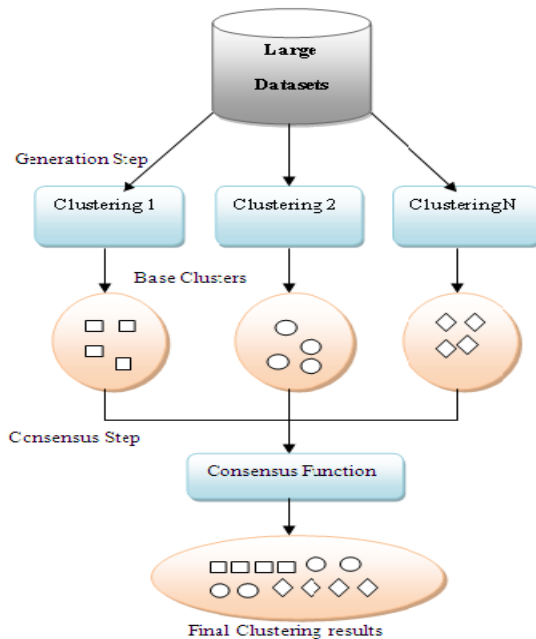 Large
Datasets
Generation Step
Clustering 1
Clustering 2
ClusteringN
Base Clusters
Consensus Step
Consensus Function
Final Clustering results